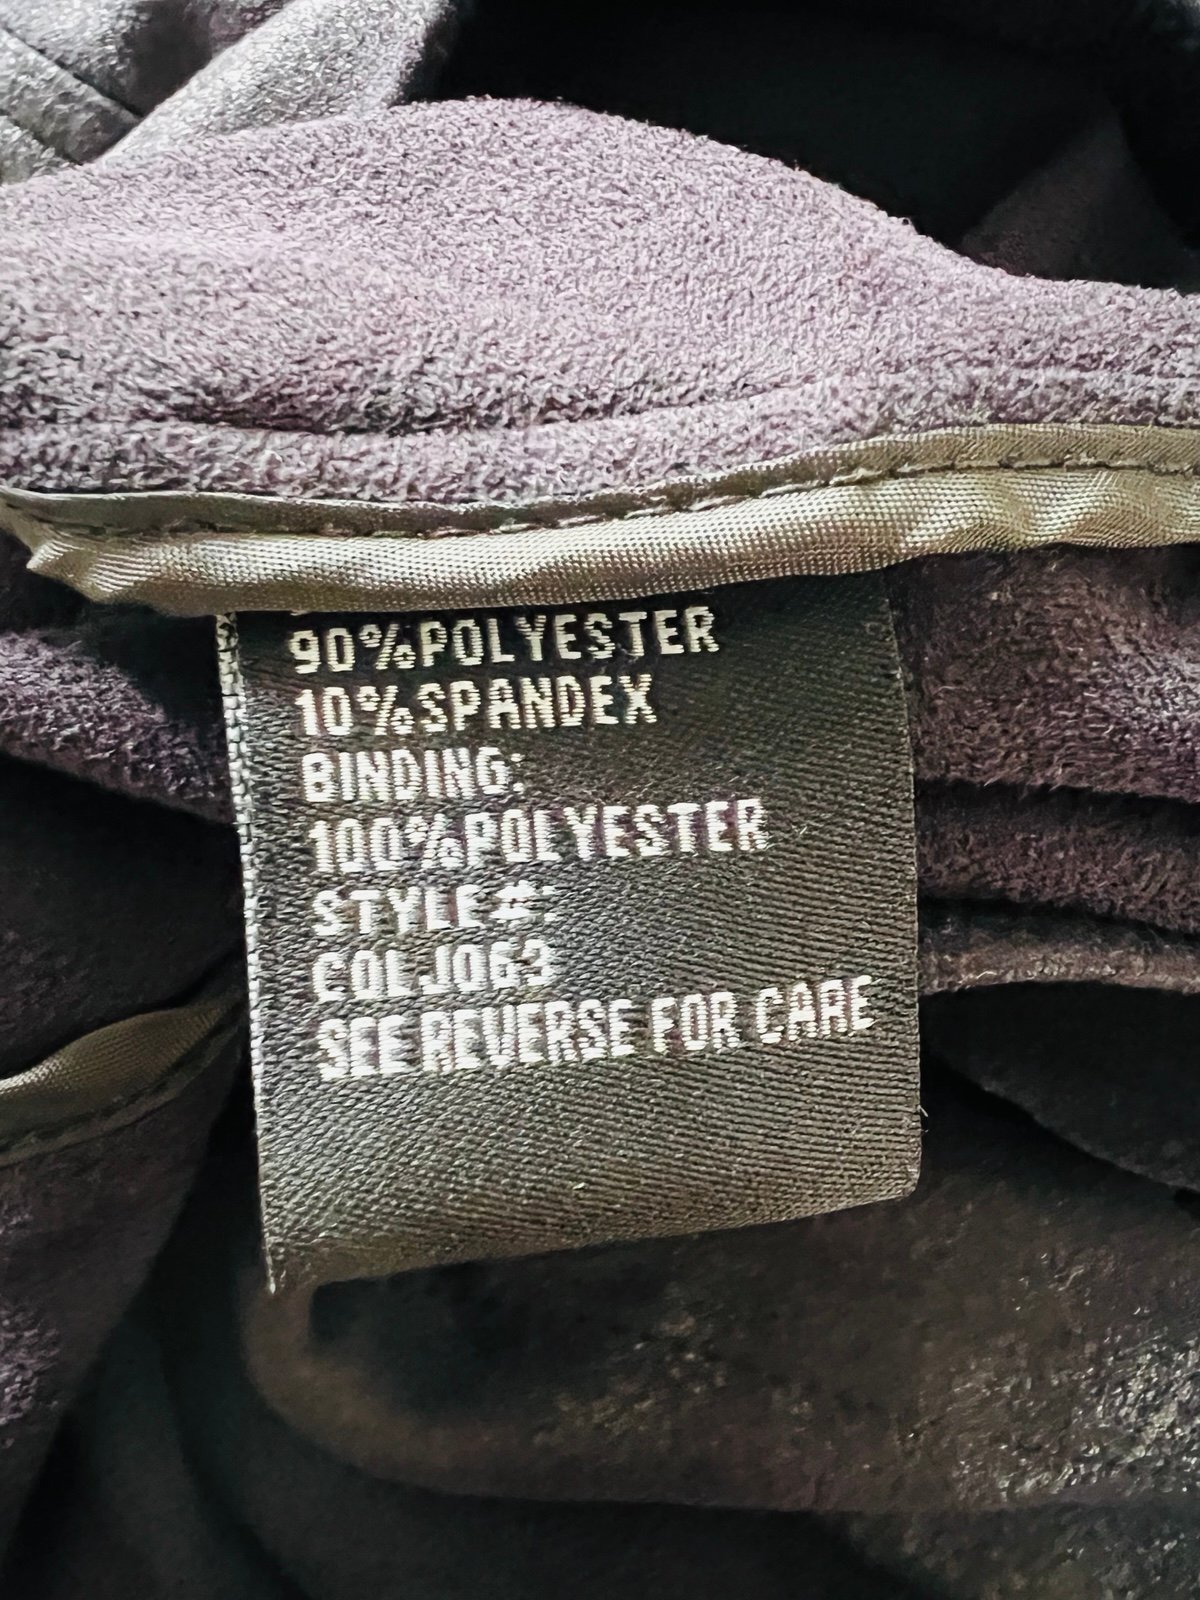 90%POLYESTER
10%SPANDEX
BINDING:
100%POLYESTER
STYLE#:
COLJ063
SEE REVERSE FOR CARE